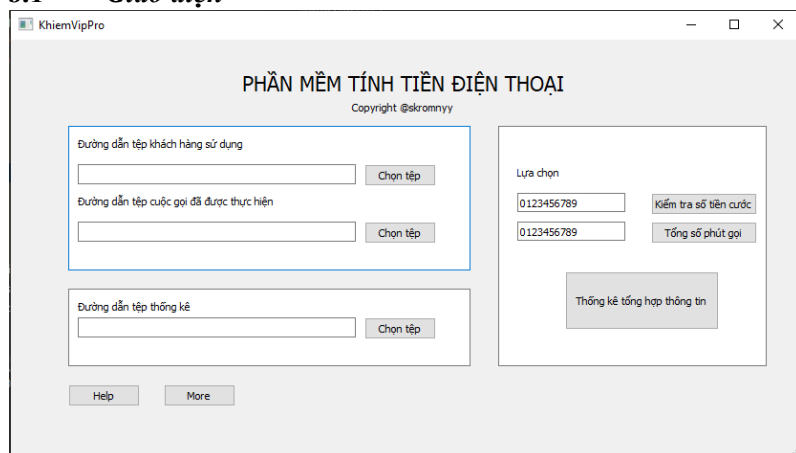 KhiemVipPro
PHẦN MỀM TÍNH TIỀN ĐIỆN THOẠI
Copyright @skromnyy
Đường dẫn tệp khách hàng sử dụng
Chọn tệp
Đường dẫn tệp cuộc gọi đã được thực hiện
Chọn tệp
Đường dẫn tệp thống kê
Chọn tệp
Lựa chọn
0123456789
Kiểm tra số tiền cước
0123456789
Tổng số phút gọi
Thống kê tổng hợp thông tin
Help
More